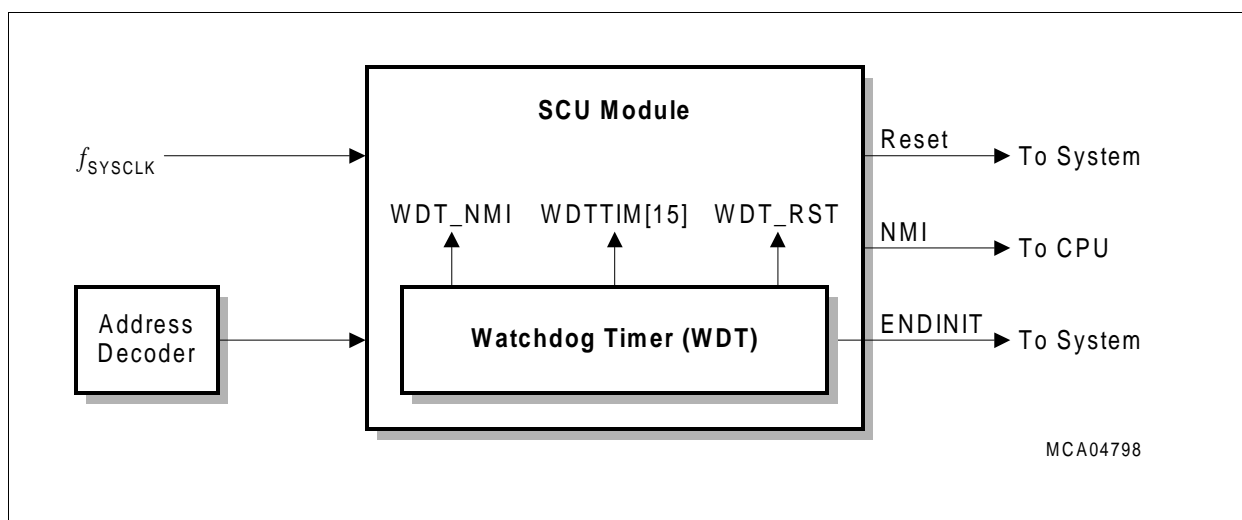 SCU Module
Reset
To System
fSYSCLK
WDT_NMI WDTTIM[15] WDT_RST
NMI
To CPU
Address
Decoder
Watchdog Timer (WDT)
ENDINIT
To System
MCA04798